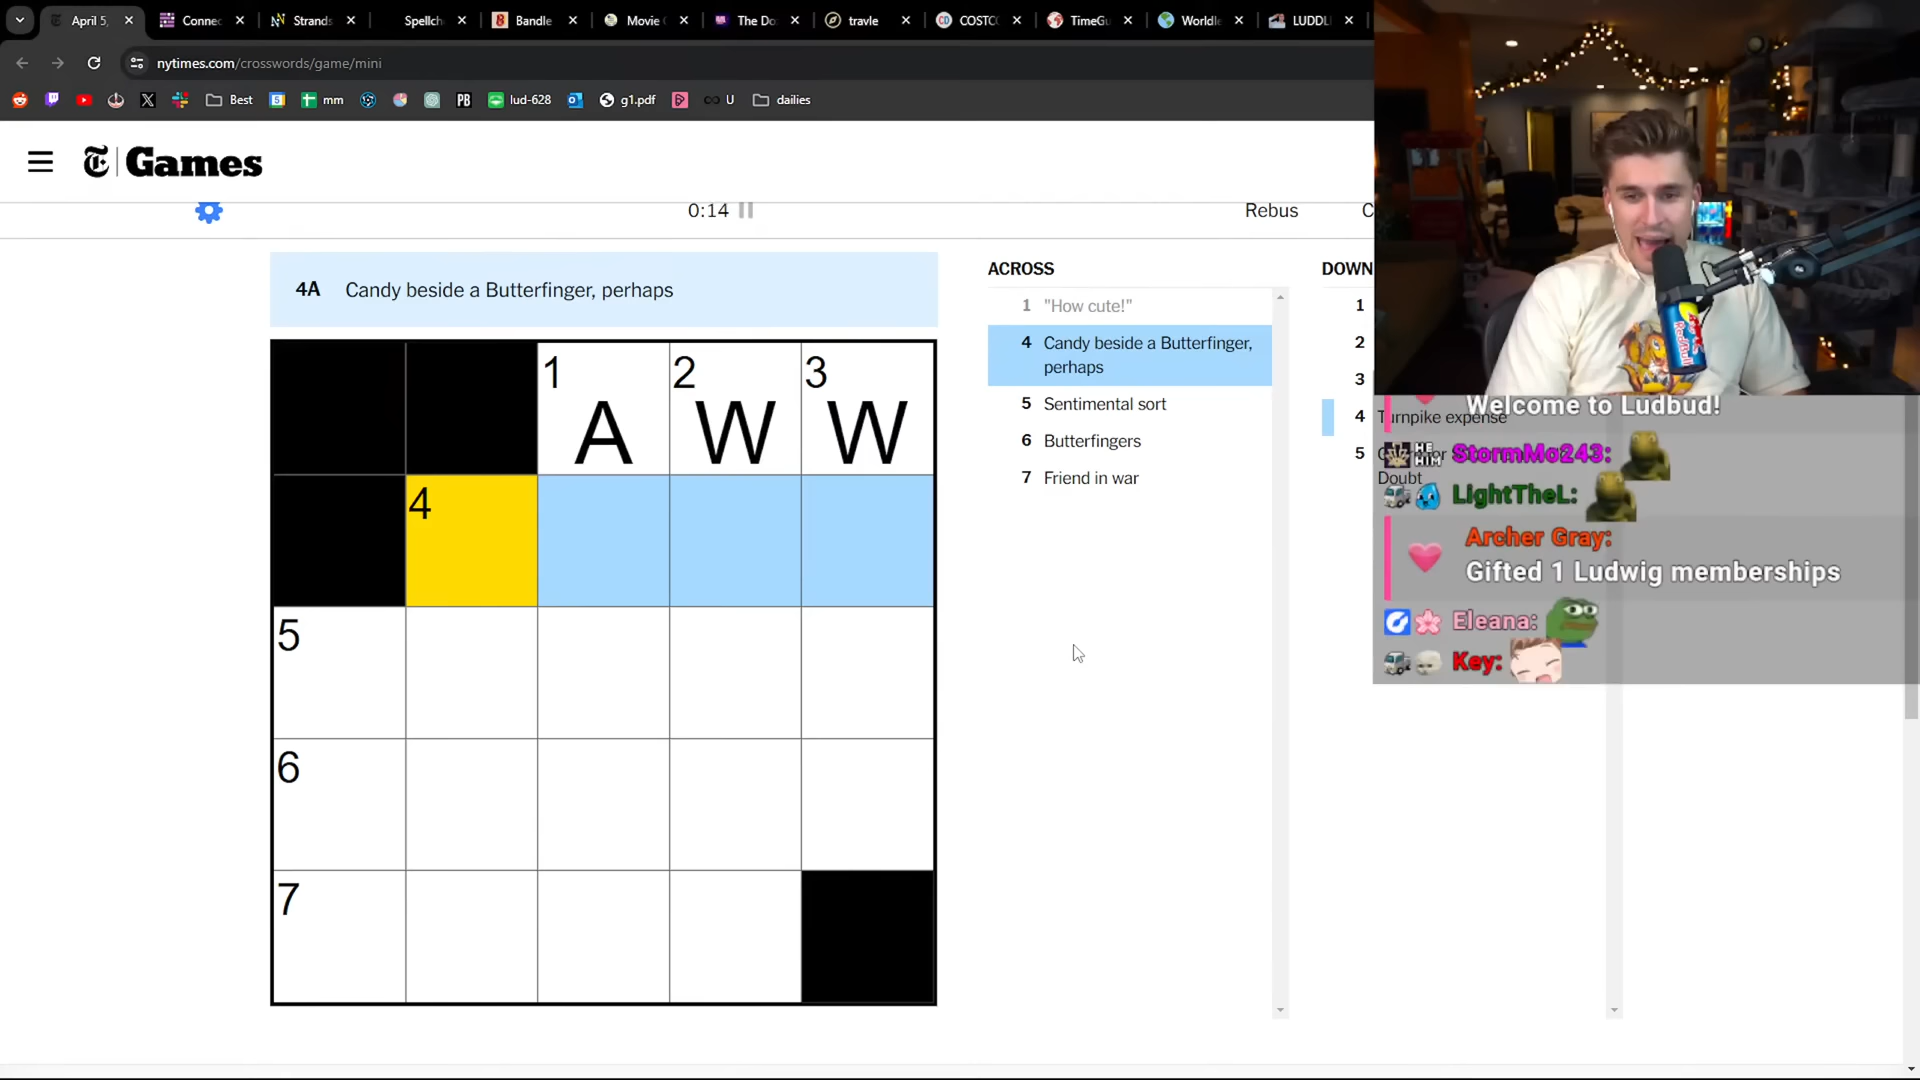 April 5,
Connec
Strands
Spellch
Bandle
Movie
The Do
travle
COSTC
TimeGu
Worldle
LUDDL
nytimes.com/crosswords/game/mini
Best
mm
PB
lud-628
g1.pdf
U
dailies
T Games
0:14
Rebus
4A Candy beside a Butterfinger, perhaps
1 2 3
A W W
4
5
6
7
ACROSS
1 "How cute!"
4 Candy beside a Butterfinger,
perhaps
5 Sentimental sort
6 Butterfingers
7 Friend in war
DOWN
1
2
3
4 Turnpike expense
5
Doubt
Welcome to Ludbud!
HE HIM StormMo243:
LightTheL:
Archer Gray:
Gifted 1 Ludwig memberships
Eleana:
Key:
Red Bull